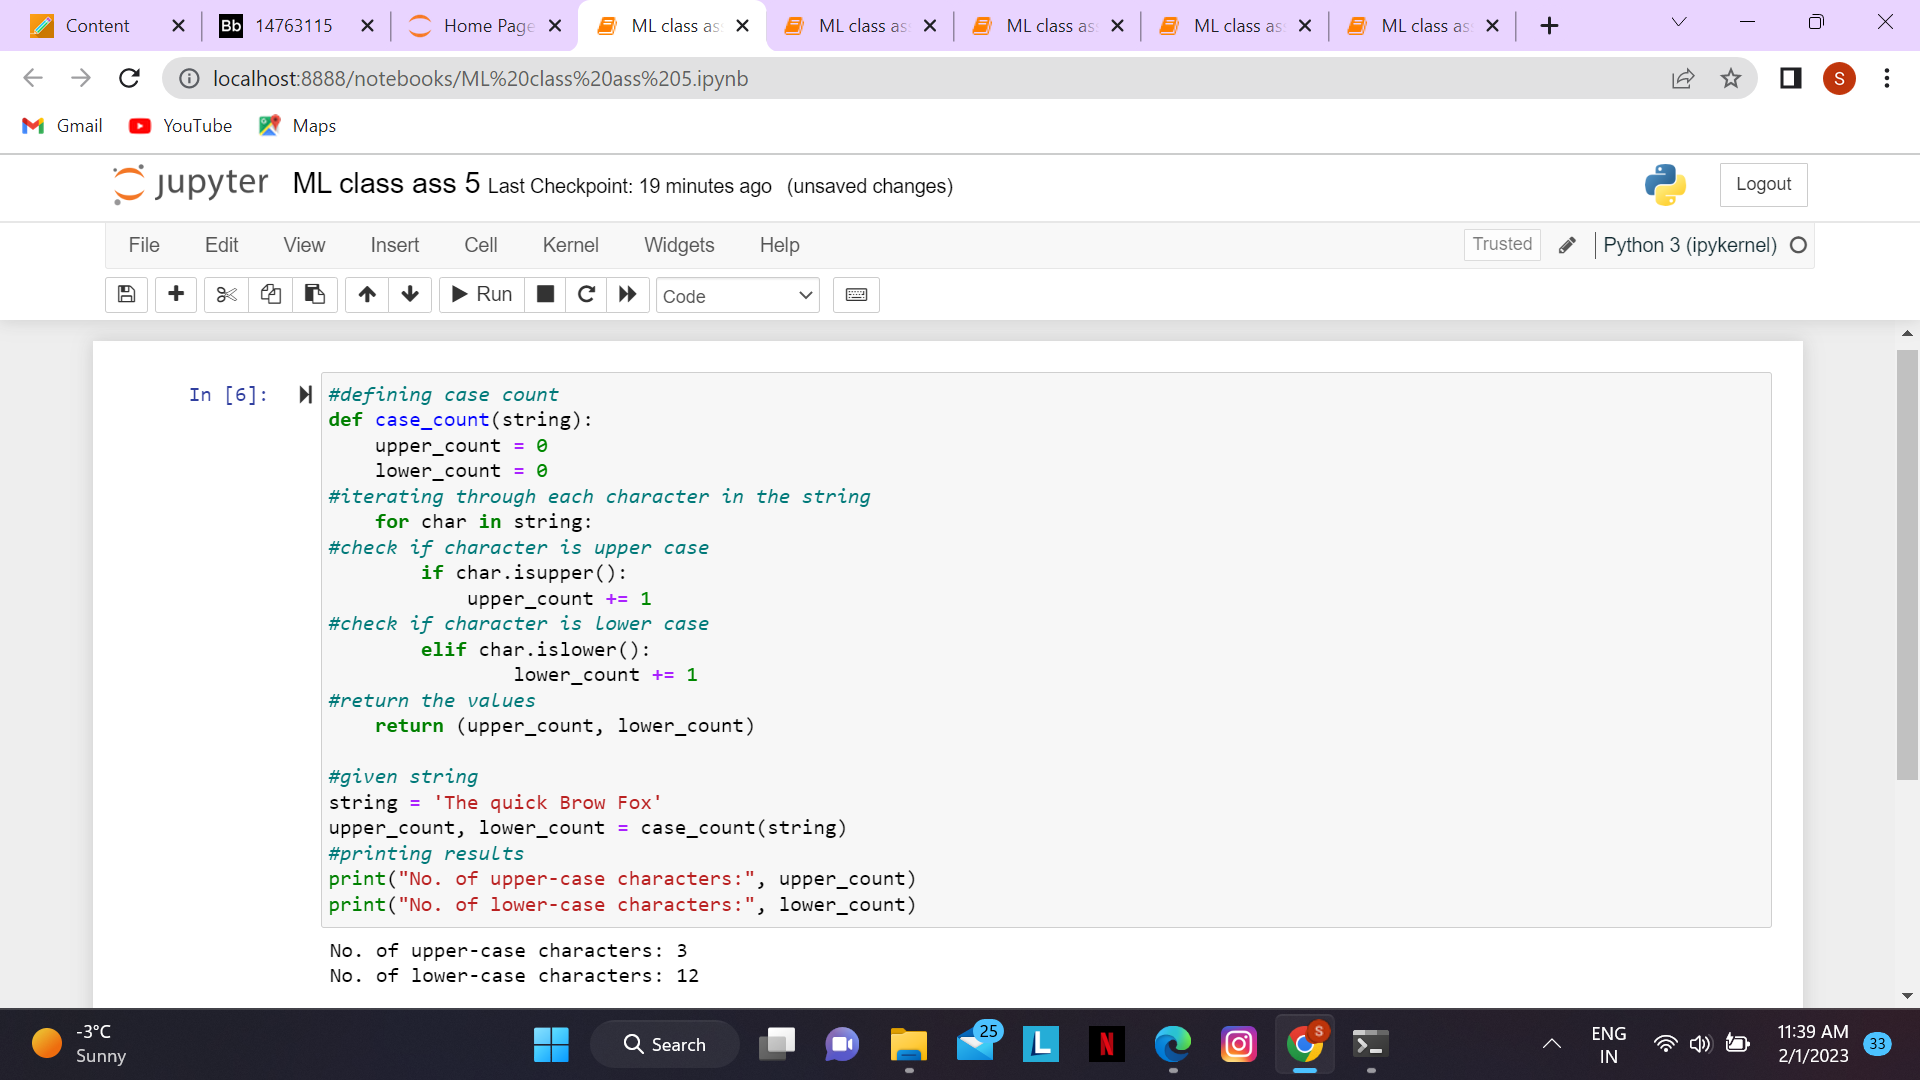 Content
14763115
Home Page
ML class as
ML class as
ML class as
ML class as
ML class as
localhost:8888/notebooks/ML%20class%20ass%205.ipynb
S
Gmail
YouTube
Maps
jupyter ML class ass 5 Last Checkpoint: 19 minutes ago (unsaved changes)
Logout
File Edit View Insert Cell Kernel Widgets Help
Trusted
Python 3 (ipykernel)
Run
Code
In [6]:
#defining case count
def case_count(string):
    upper_count = 0
    lower_count = 0
#iterating through each character in the string
    for char in string:
#check if character is upper case
        if char.isupper():
            upper_count += 1
#check if character is lower case
        elif char.islower():
                lower_count += 1
#return the values
    return (upper_count, lower_count)
#given string
string = 'The quick Brow Fox'
upper_count, lower_count = case_count(string)
#printing results
print("No. of upper-case characters:", upper_count)
print("No. of lower-case characters:", lower_count)
No. of upper-case characters: 3
No. of lower-case characters: 12
-3°C
Sunny
Search
25
L
N
S
ENG
IN
11:39 AM
2/1/2023
33
Bb